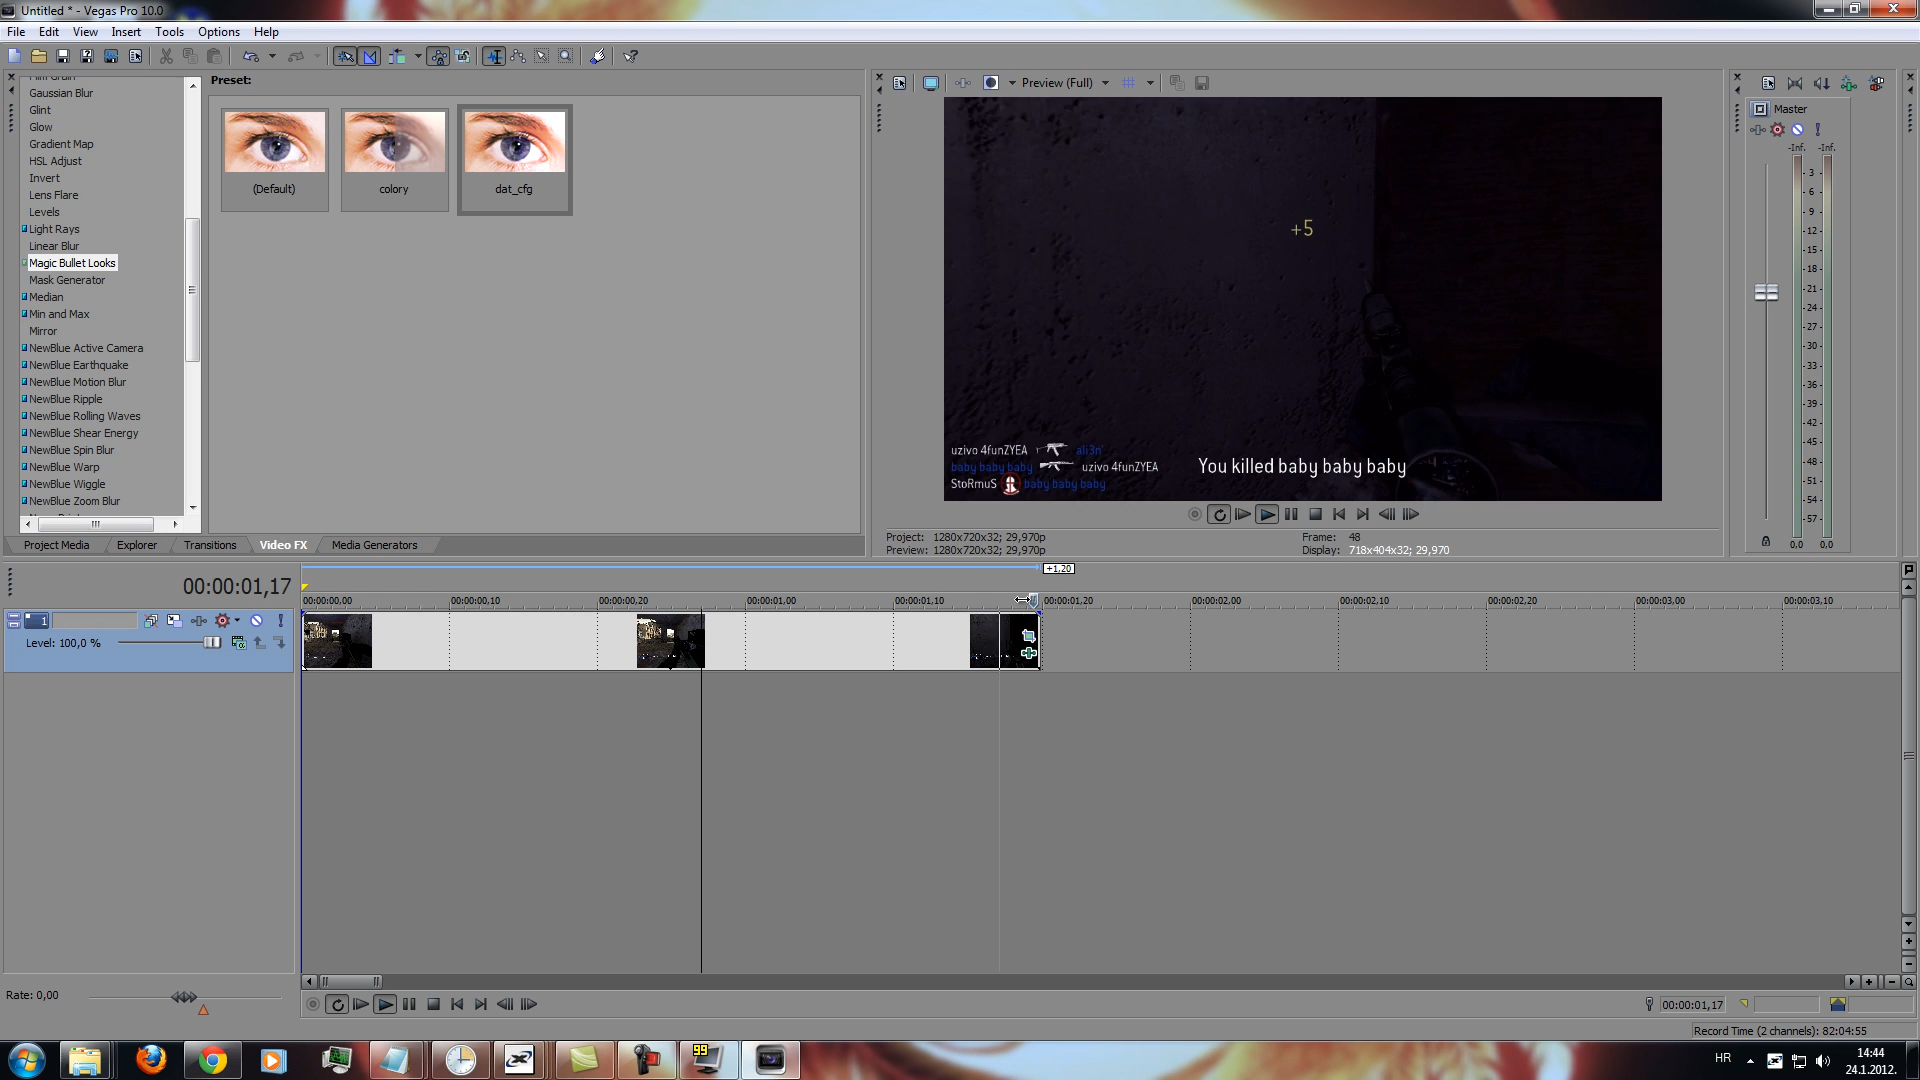 Untitled * - Vegas Pro 10.0
File Edit View Insert Tools Options Help
Film Grain
Gaussian Blur
Glint
Glow
Gradient Map
HSL Adjust
Invert
Lens Flare
Levels
Light Rays
Linear Blur
Magic Bullet Looks
Mask Generator
Median
Min and Max
Mirror
NewBlue Active Camera
NewBlue Earthquake
NewBlue Motion Blur
NewBlue Ripple
NewBlue Rolling Waves
NewBlue Shear Energy
NewBlue Spin Blur
NewBlue Warp
NewBlue Wiggle
NewBlue Zoom Blur
Preset:
(Default) colory dat_cfg
Project Media Explorer Transitions Video FX Media Generators
Preview (Full)
+5
uzivo 4funZYEA ali3n'
baby baby baby uzivo 4funZYEA
StoRmuS baby baby baby
You killed baby baby baby
Project: 1280x720x32; 29,970p Frame: 48
Preview: 1280x720x32; 29,970p Display: 718x404x32; 29,970
Master
-Inf. -Inf.
3
6
9
12
15
18
21
24
27
30
33
36
39
42
45
48
51
54
57
0,0 0,0
00:00:01,17
+1,20
00:00:00,00 00:00:00,10 00:00:00,20 00:00:01,00 00:00:01,10 00:00:01,20 00:00:02,00 00:00:02,10 00:00:02,20 00:00:03,00 00:00:03,10
1
Level: 100,0 %
Rate: 0,00
00:00:01,17
Record Time (2 channels): 82:04:55
99
HR
14:44
24.1.2012.